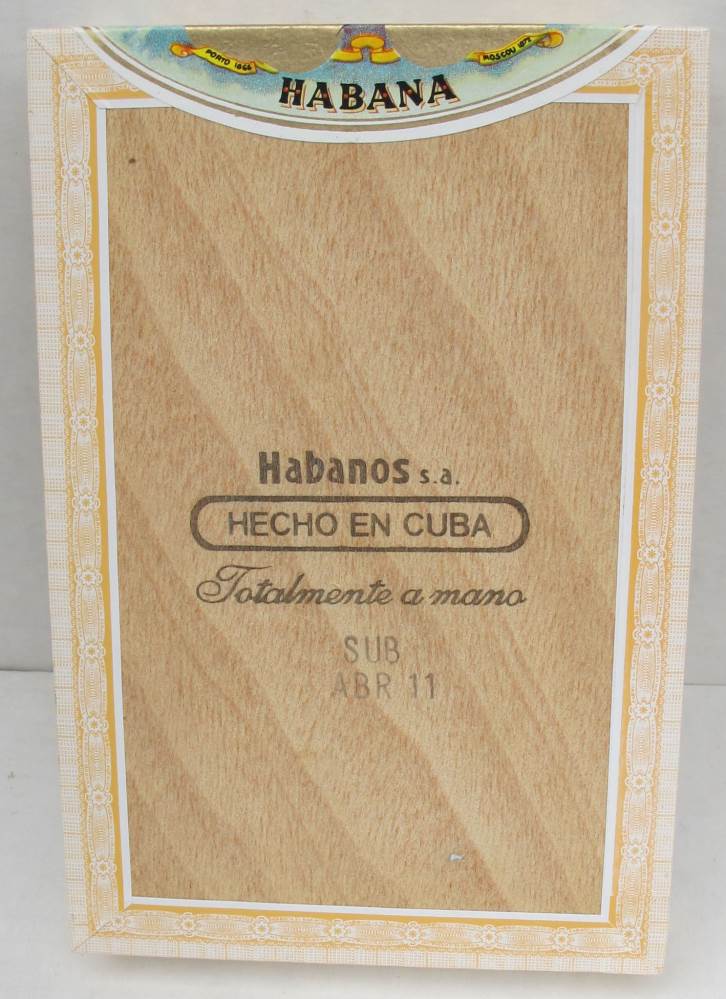 PORTO 1866
MOSCOU 1872
HABANA
Habanos s.a.
HECHO EN CUBA
Totalmente a mano
SUB
ABR 11